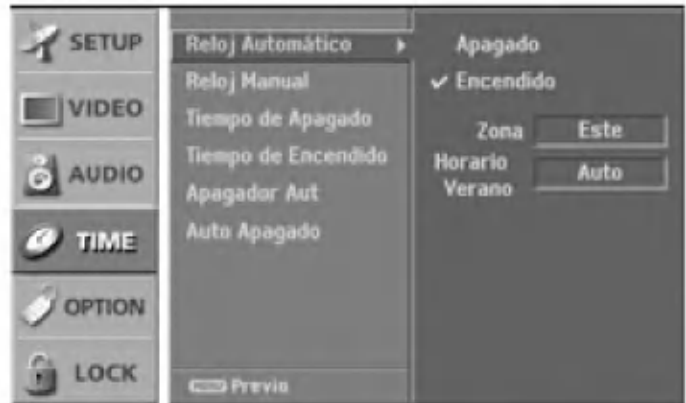 SETUP
VIDEO
AUDIO
TIME
OPTION
LOCK
Reloj Automático
Reloj Manual
Tiempo de Apagado
Tiempo de Encendido
Apagador Aut
Auto Apagado
MENU Previo
Apagado
Encendido
Zona Este
Horario
Verano Auto